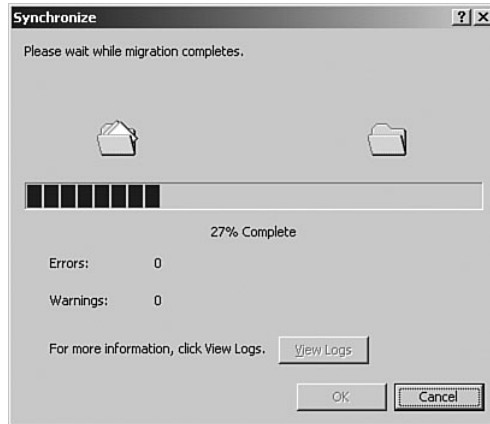 Synchronize
Please wait while migration completes.
27% Complete
Errors: 0
Warnings: 0
For more information, click View Logs. View Logs
OK Cancel